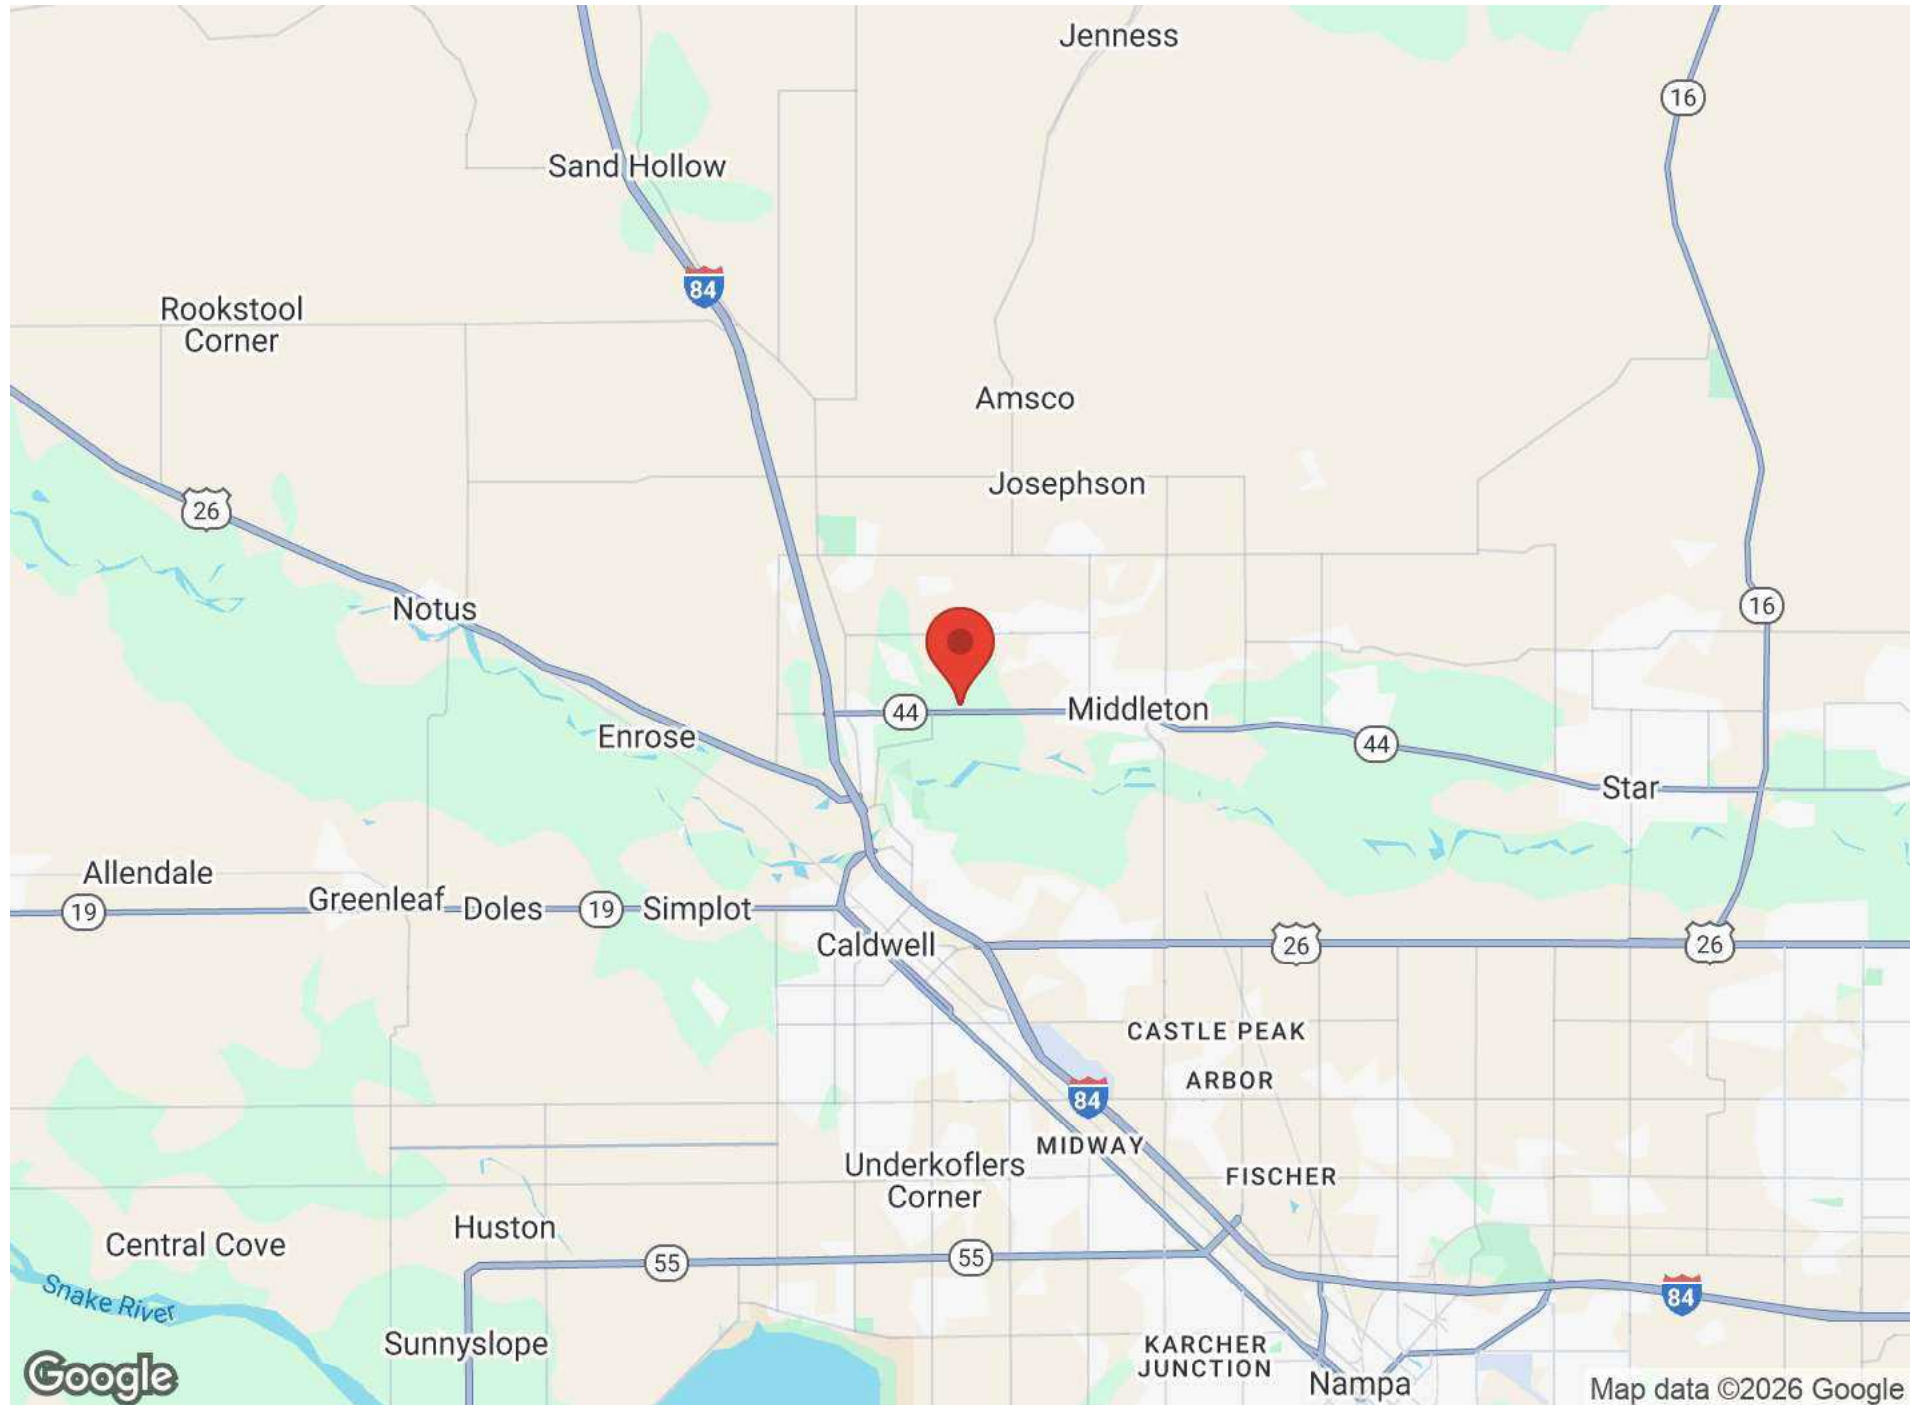 Jenness
16
Sand Hollow
84
Rookstool
Corner
Amsco
Josephson
26
Notus
16
44
Middleton
Enrose
44
Star
Allendale
Greenleaf
Doles
19
Simplot
19
Caldwell
26
26
CASTLE PEAK
ARBOR
84
MIDWAY
Underkoflers
Corner
FISCHER
Huston
Central Cove
55
55
Snake River
84
Sunnyslope
KARCHER
JUNCTION
Nampa
Google
Map data ©2026 Google